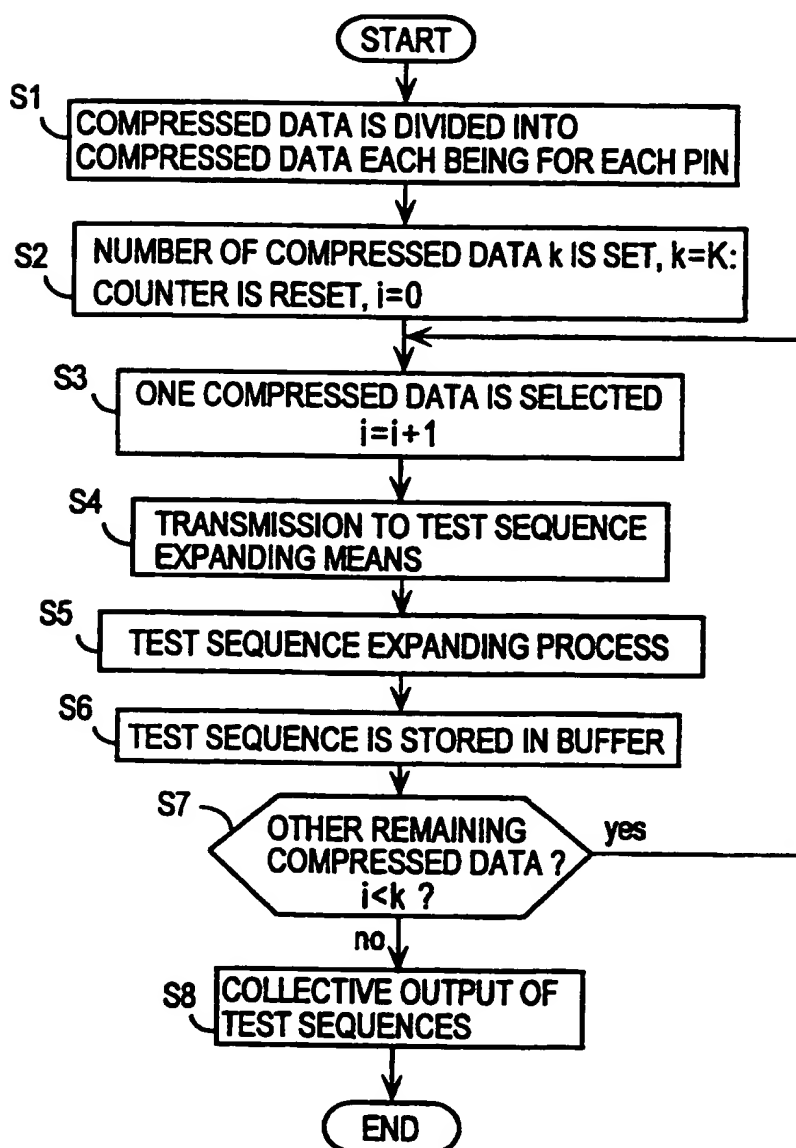 START
S1
COMPRESSED DATA IS DIVIDED INTO
COMPRESSED DATA EACH BEING FOR EACH PIN
S2
NUMBER OF COMPRESSED DATA k IS SET, k=K:
COUNTER IS RESET, i=0
S3
ONE COMPRESSED DATA IS SELECTED
i=i+1
S4
TRANSMISSION TO TEST SEQUENCE
EXPANDING MEANS
S5
TEST SEQUENCE EXPANDING PROCESS
S6
TEST SEQUENCE IS STORED IN BUFFER
S7
OTHER REMAINING
COMPRESSED DATA ?
i<k ?
yes
no
S8
COLLECTIVE OUTPUT OF
TEST SEQUENCES
END